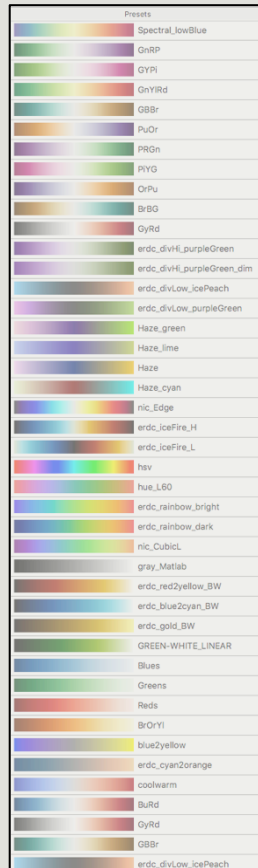 Presets
Spectral_lowBlue
GnRP
GYPi
GnYlRd
GBBr
PuOr
PRGn
PiYG
OrPu
BrBG
GyRd
erdc_divHi_purpleGreen
erdc_divHi_purpleGreen_dim
erdc_divLow_icePeach
erdc_divLow_purpleGreen
Haze_green
Haze_lime
Haze
Haze_cyan
nic_Edge
erdc_iceFire_H
erdc_iceFire_L
hsv
hue_L60
erdc_rainbow_bright
erdc_rainbow_dark
nic_CubicL
gray_Matlab
erdc_red2yellow_BW
erdc_blue2cyan_BW
erdc_gold_BW
GREEN-WHITE_LINEAR
Blues
Greens
Reds
BrOrYl
blue2yellow
erdc_cyan2orange
coolwarm
BuRd
GyRd
GBBr
erdc_divLow_icePeach